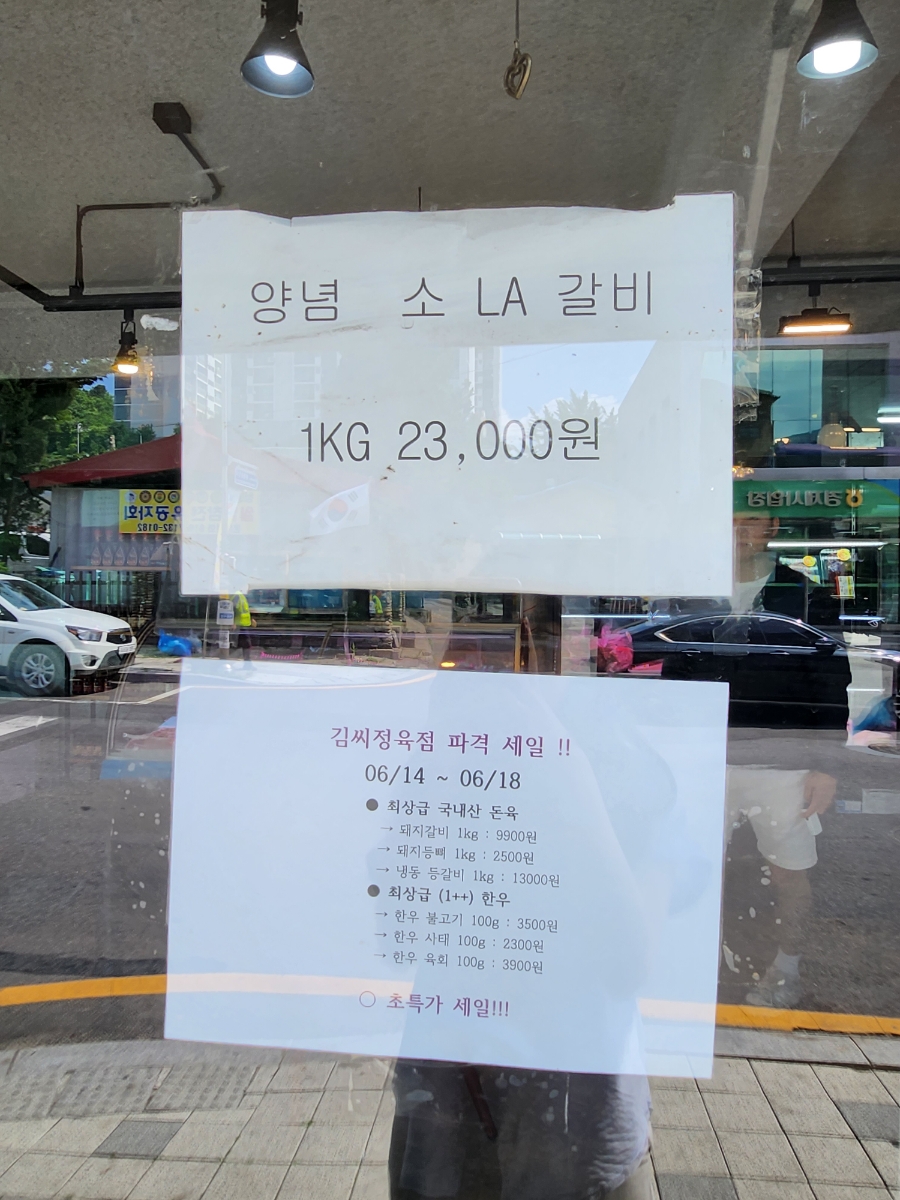 양념 소 LA 갈비
1KG 23,000원
김씨정육점 파격 세일 !!
06/14 ~ 06/18
● 최상급 국내산 돈육
→ 돼지갈비 1kg : 9900원
→ 돼지등뼈 1kg : 2500원
→ 냉동 등갈비 1kg : 13000원
● 최상급 (1++) 한우
→ 한우 불고기 100g : 3500원
→ 한우 사태 100g : 2300원
→ 한우 육회 100g : 3900원
○ 초특가 세일!!!
경제사업장